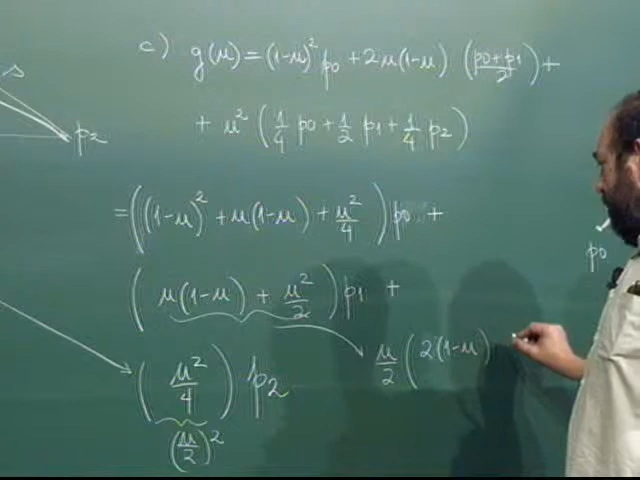 c) g(u) = (1-u)² p0 + 2u(1-u) (p0+p1/2) +
+ u² (1/4 p0 + 1/2 p1 + 1/4 p2)
= ((1-u)² + u(1-u) + u²/4) p0 +
(u(1-u) + u²/2) p1 +
u/2 (2(1-u)
(u²/4) p2
(u/2)²
s
p2
p0